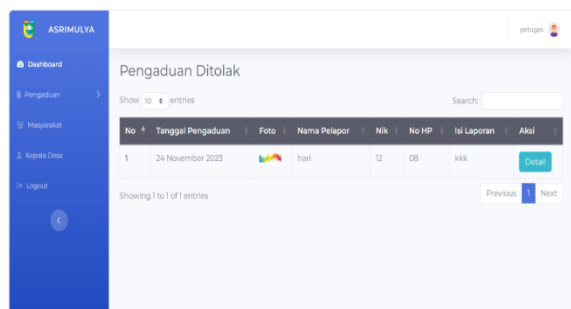 ASRIMULYA
petugas
Dashboard
Pengaduan
Masyarakat
Kepala Desa
Logout
Pengaduan Ditolak
Show 10 entries
Search:
No Tanggal Pengaduan Foto Nama Pelapor Nik No HP Isi Laporan Aksi
1 24 November 2023 hari 12 08 kkk Detail
Showing 1 to 1 of 1 entries
Previous 1 Next